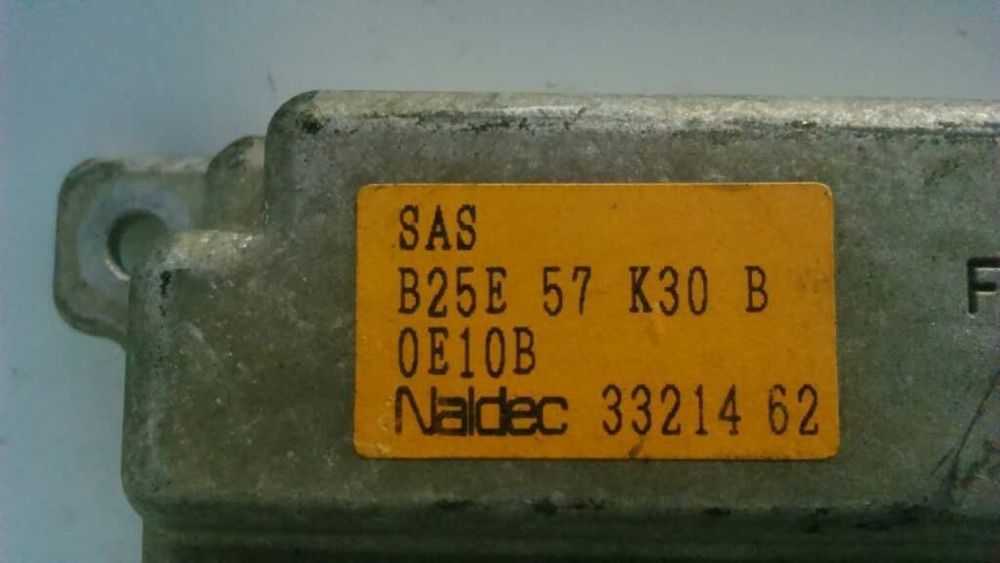 SAS
B25E 57 K30 B
0E10B
Naldec 33214 62
F